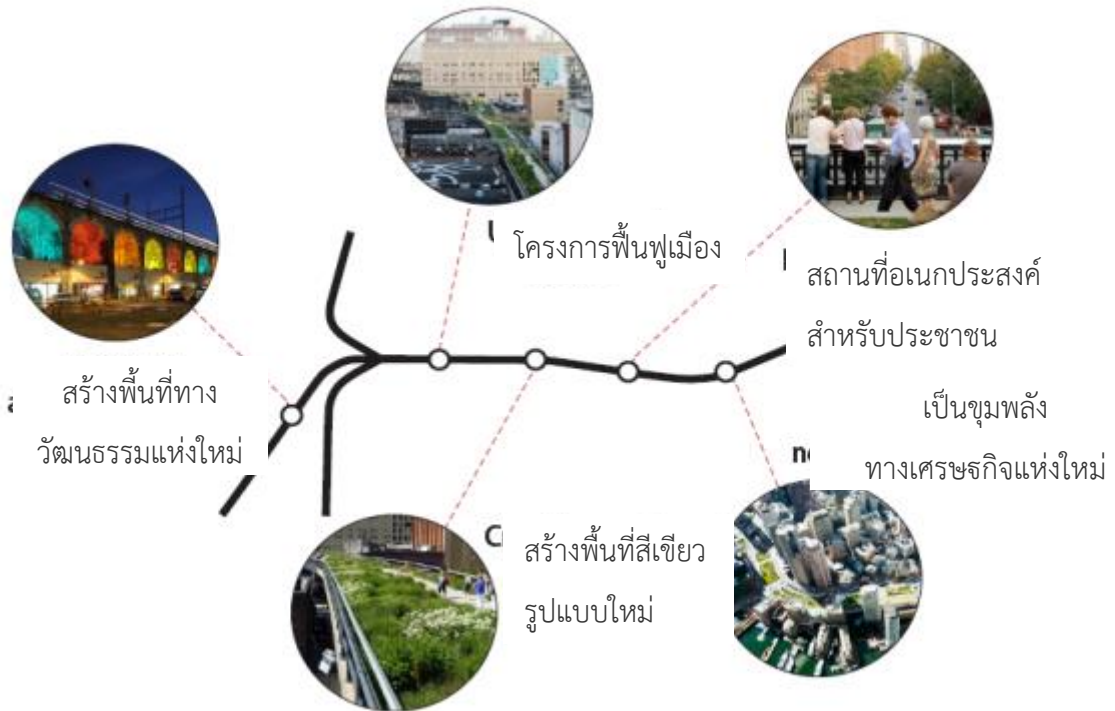 โครงการฟื้นฟูเมือง
สถานที่อเนกประสงค์
สำหรับประชาชน
สร้างพื้นที่ทาง
วัฒนธรรมแห่งใหม่
เป็นขุมพลัง
ทางเศรษฐกิจแห่งใหม่
สร้างพื้นที่สีเขียว
รูปแบบใหม่